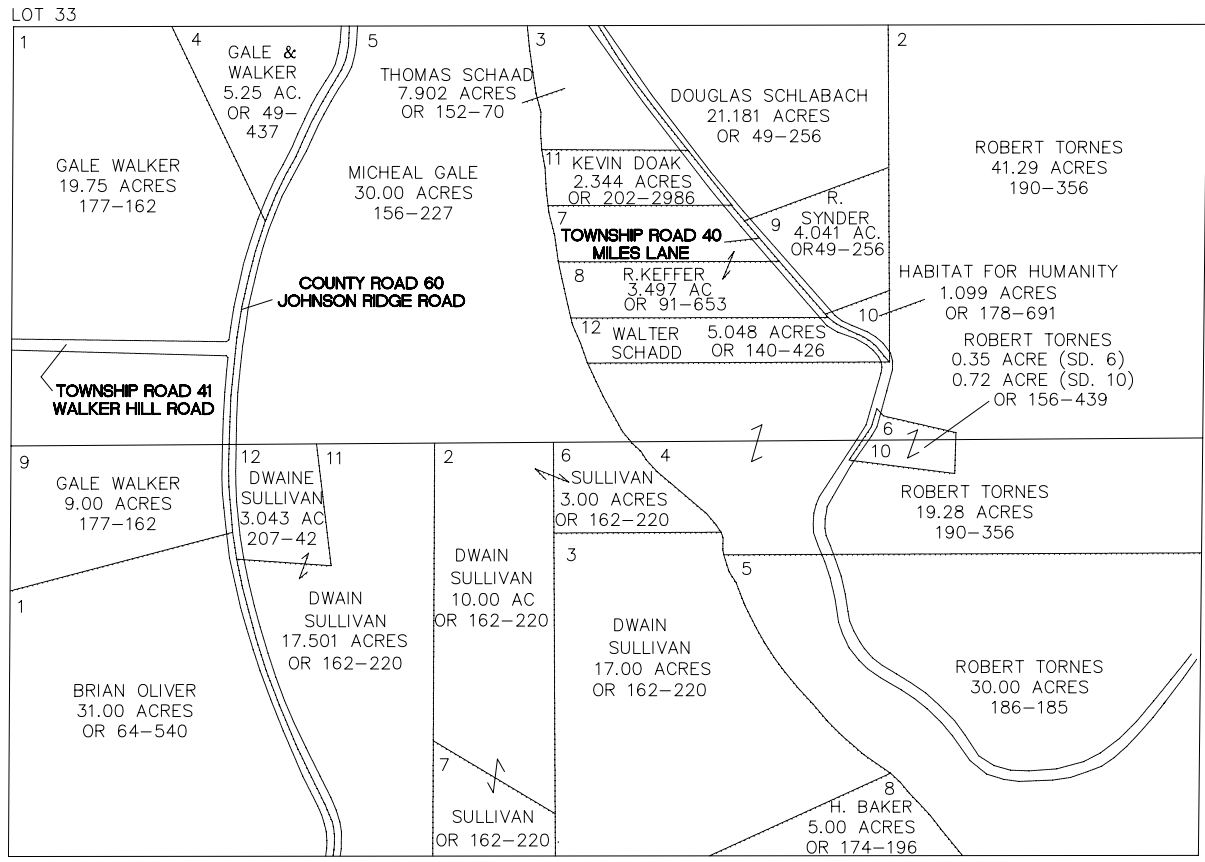 LOT 33
1
GALE WALKER
19.75 ACRES
177-162
4
GALE &
WALKER
5.25 AC.
OR 49-
437
5
THOMAS SCHAAD
7.902 ACRES
OR 152-70
MICHEAL GALE
30.00 ACRES
156-227
3
DOUGLAS SCHLABACH
21.181 ACRES
OR 49-256
2
ROBERT TORNES
41.29 ACRES
190-356
11
KEVIN DOAK
2.344 ACRES
OR 202-2986
7
TOWNSHIP ROAD 40
MILES LANE
9
R.
SYNDER
4.041 AC.
OR49-256
8
R.KEFFER
3.497 AC
OR 91-653
10
HABITAT FOR HUMANITY
1.099 ACRES
OR 178-691
12
WALTER
SCHADD
5.048 ACRES
OR 140-426
ROBERT TORNES
0.35 ACRE (SD. 6)
0.72 ACRE (SD. 10)
OR 156-439
COUNTY ROAD 60
JOHNSON RIDGE ROAD
TOWNSHIP ROAD 41
WALKER HILL ROAD
6
10
9
GALE WALKER
9.00 ACRES
177-162
12
DWAINE
SULLIVAN
3.043 AC
207-42
11
DWAIN
SULLIVAN
17.501 ACRES
OR 162-220
2
DWAIN
SULLIVAN
10.00 AC
OR 162-220
6
SULLIVAN
3.00 ACRES
OR 162-220
4
ROBERT TORNES
19.28 ACRES
190-356
1
BRIAN OLIVER
31.00 ACRES
OR 64-540
3
DWAIN
SULLIVAN
17.00 ACRES
OR 162-220
5
ROBERT TORNES
30.00 ACRES
186-185
7
SULLIVAN
OR 162-220
8
H. BAKER
5.00 ACRES
OR 174-196